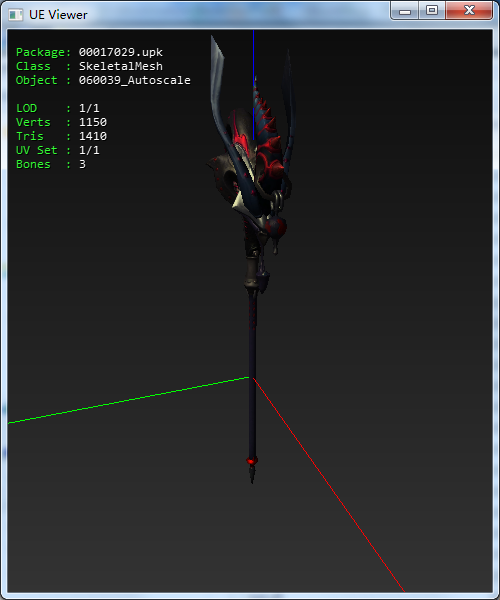 UE Viewer
Package: 00017029.upk
Class : SkeletalMesh
Object : 060039_Autoscale
LOD : 1/1
Verts : 1150
Tris : 1410
UV Set : 1/1
Bones : 3